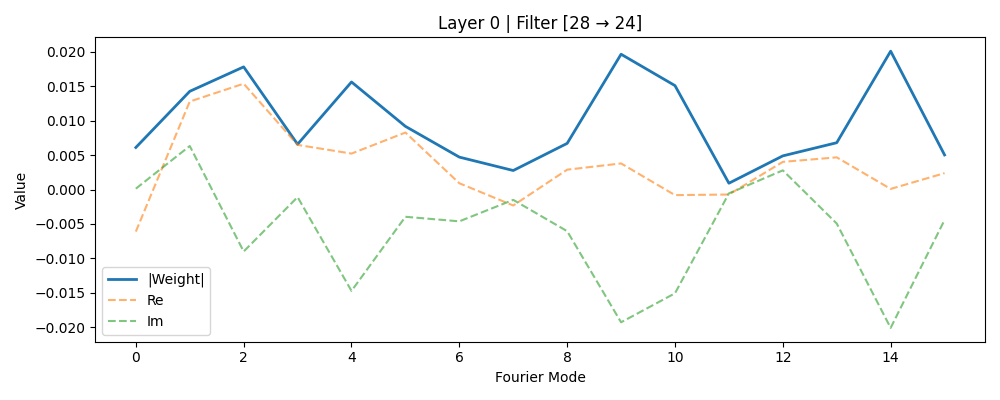 Layer 0 | Filter [28 → 24]
Value
0.020
0.015
0.010
0.005
0.000
−0.005
−0.010
−0.015
−0.020
|Weight|
Re
Im
0 2 4 6 8 10 12 14
Fourier Mode